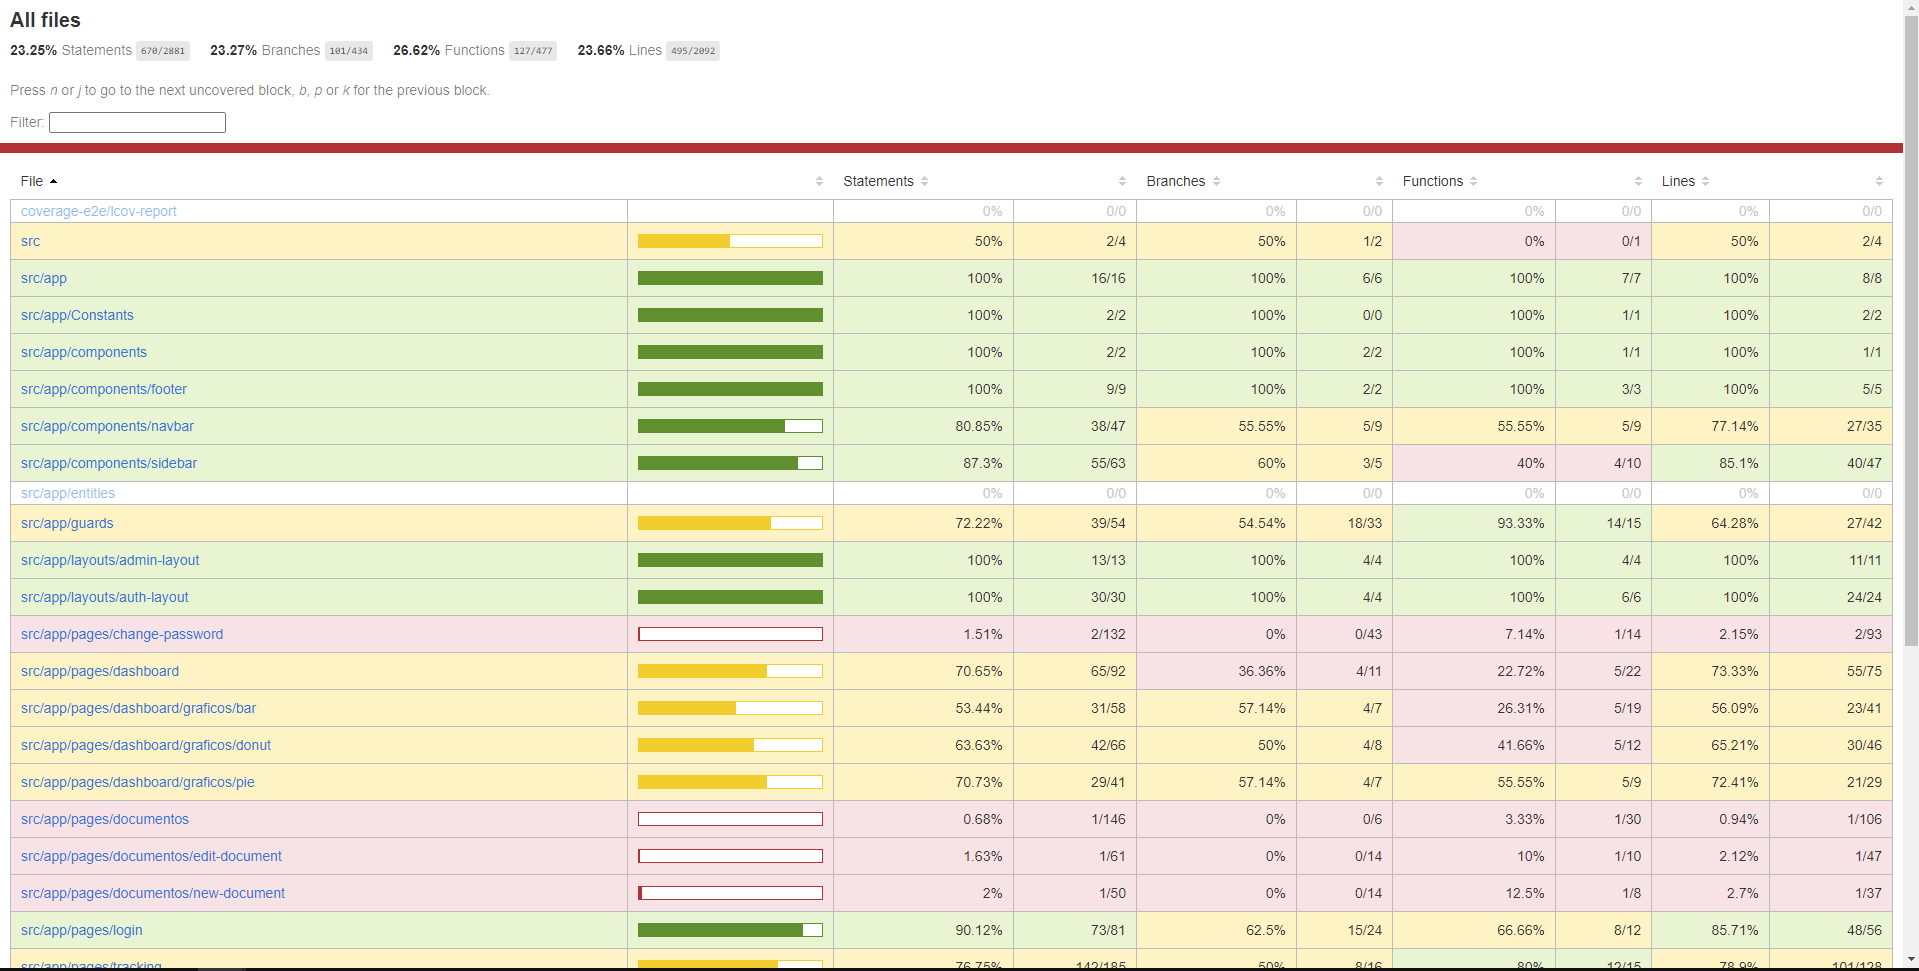 All files
23.25% Statements 670/2881 23.27% Branches 101/434 26.62% Functions 127/477 23.66% Lines 495/2092
Press n or j to go to the next uncovered block, b, p or k for the previous block.
Filter:
File Statements Branches Functions Lines
coverage-e2e/lcov-report 0% 0/0 0% 0/0 0% 0/0 0% 0/0
src 50% 2/4 50% 1/2 0% 0/1 50% 2/4
src/app 100% 16/16 100% 6/6 100% 7/7 100% 8/8
src/app/Constants 100% 2/2 100% 0/0 100% 1/1 100% 2/2
src/app/components 100% 2/2 100% 2/2 100% 1/1 100% 1/1
src/app/components/footer 100% 9/9 100% 2/2 100% 3/3 100% 5/5
src/app/components/navbar 80.85% 38/47 55.55% 5/9 55.55% 5/9 77.14% 27/35
src/app/components/sidebar 87.3% 55/63 60% 3/5 40% 4/10 85.1% 40/47
src/app/entities 0% 0/0 0% 0/0 0% 0/0 0% 0/0
src/app/guards 72.22% 39/54 54.54% 18/33 93.33% 14/15 64.28% 27/42
src/app/layouts/admin-layout 100% 13/13 100% 4/4 100% 4/4 100% 11/11
src/app/layouts/auth-layout 100% 30/30 100% 4/4 100% 6/6 100% 24/24
src/app/pages/change-password 1.51% 2/132 0% 0/43 7.14% 1/14 2.15% 2/93
src/app/pages/dashboard 70.65% 65/92 36.36% 4/11 22.72% 5/22 73.33% 55/75
src/app/pages/dashboard/graficos/bar 53.44% 31/58 57.14% 4/7 26.31% 5/19 56.09% 23/41
src/app/pages/dashboard/graficos/donut 63.63% 42/66 50% 4/8 41.66% 5/12 65.21% 30/46
src/app/pages/dashboard/graficos/pie 70.73% 29/41 57.14% 4/7 55.55% 5/9 72.41% 21/29
src/app/pages/documentos 0.68% 1/146 0% 0/6 3.33% 1/30 0.94% 1/106
src/app/pages/documentos/edit-document 1.63% 1/61 0% 0/14 10% 1/10 2.12% 1/47
src/app/pages/documentos/new-document 2% 1/50 0% 0/14 12.5% 1/8 2.7% 1/37
src/app/pages/login 90.12% 73/81 62.5% 15/24 66.66% 8/12 85.71% 48/56
src/app/pages/tracking 76.75% 142/185 50% 8/16 80% 12/15 78.9% 101/128